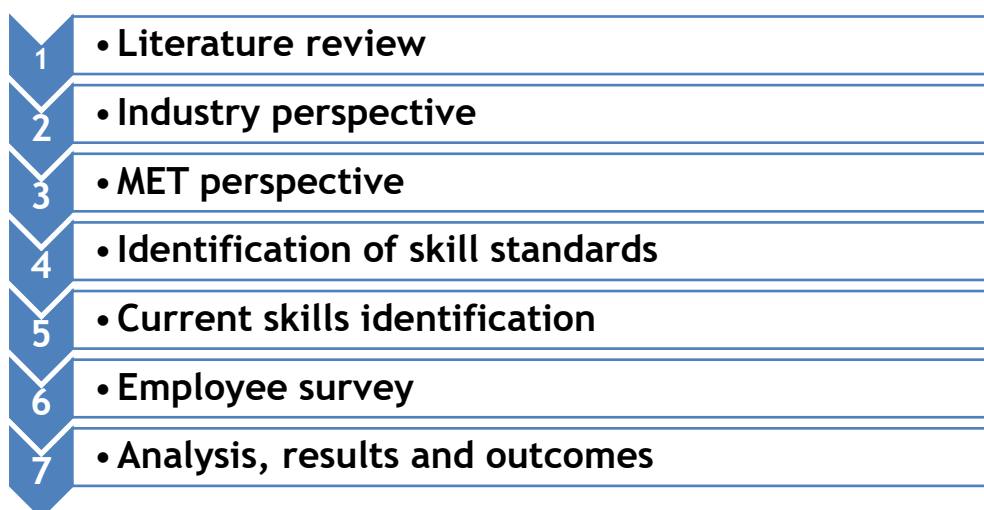 1 • Literature review
2 • Industry perspective
3 • MET perspective
4 • Identification of skill standards
5 • Current skills identification
6 • Employee survey
7 • Analysis, results and outcomes